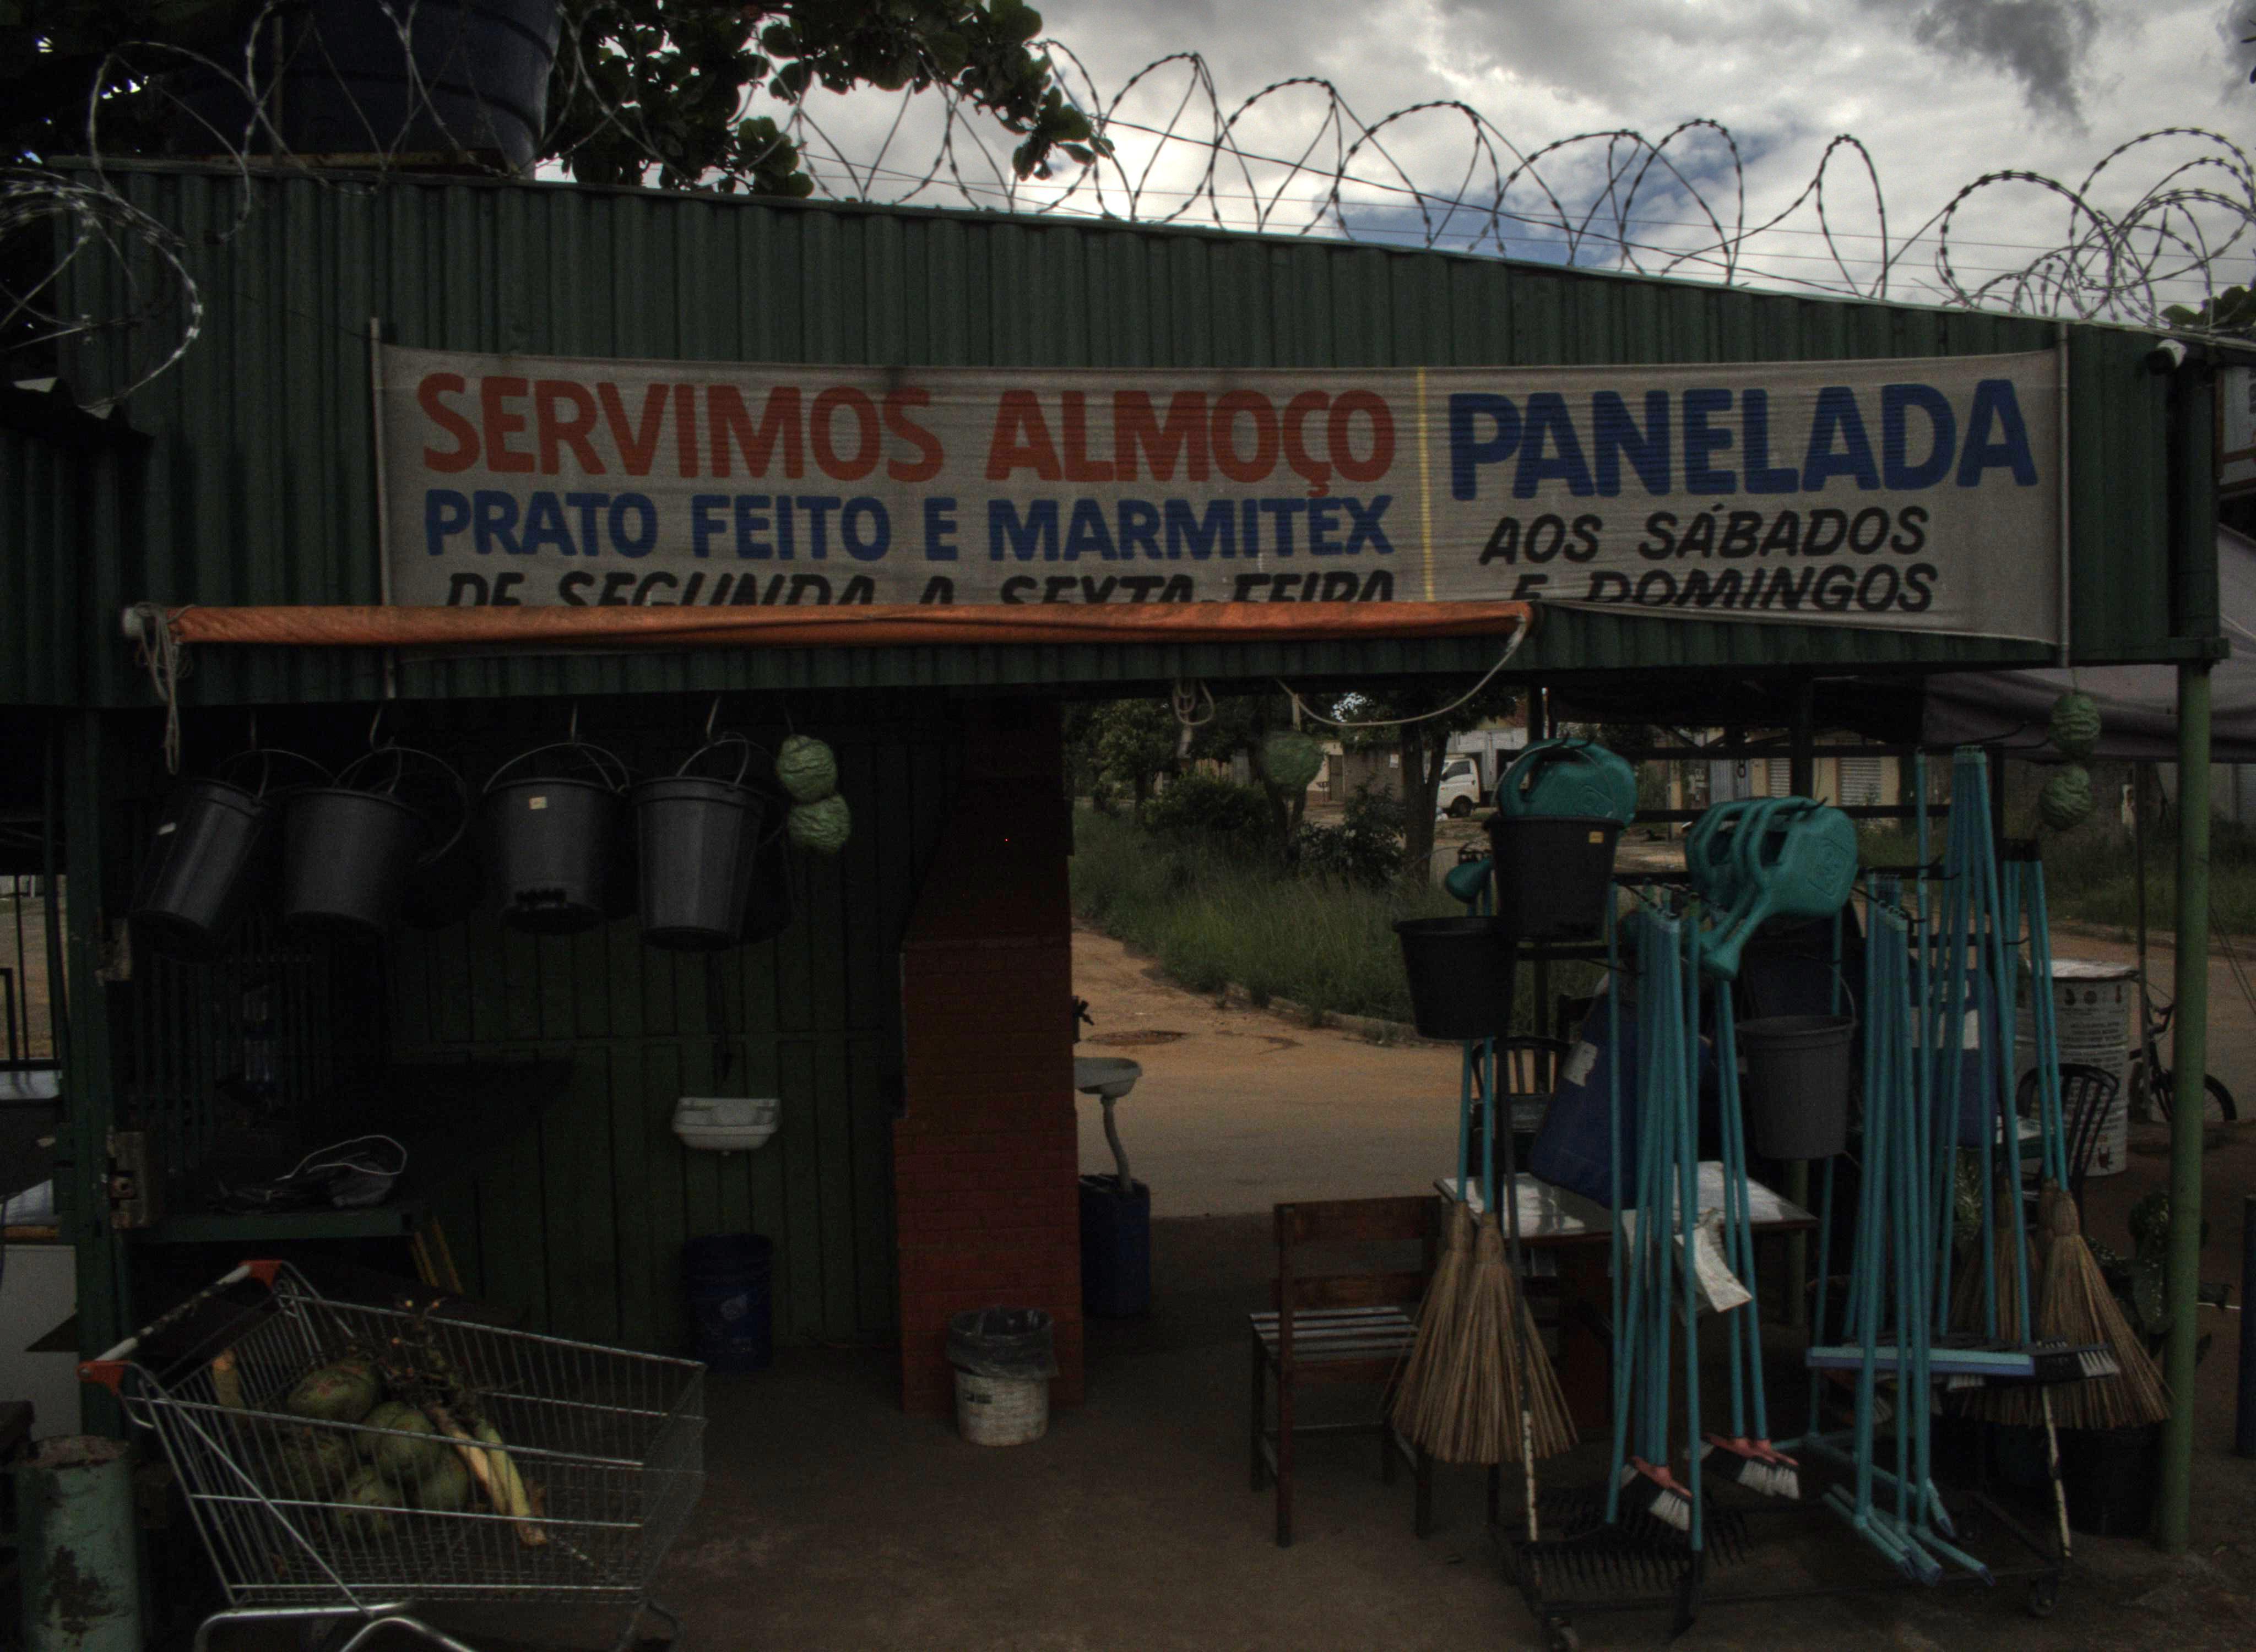 SERVIMOS ALMOÇO
PRATO FEITO E MARMITEX
DE SEGUNDA A SEXTA-FEIRA
PANELADA
AOS SÁBADOS
E DOMINGOS